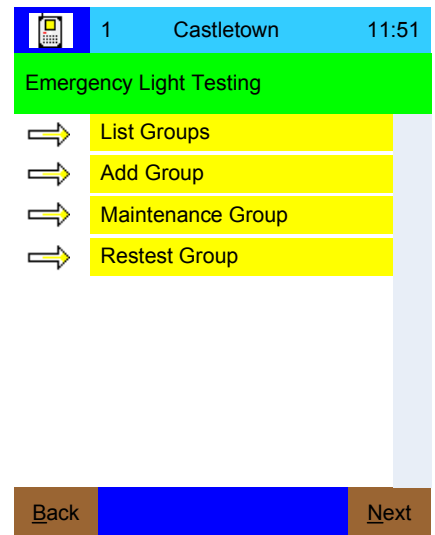 1 Castletown 11:51
Emergency Light Testing
List Groups
Add Group
Maintenance Group
Restest Group
Back Next